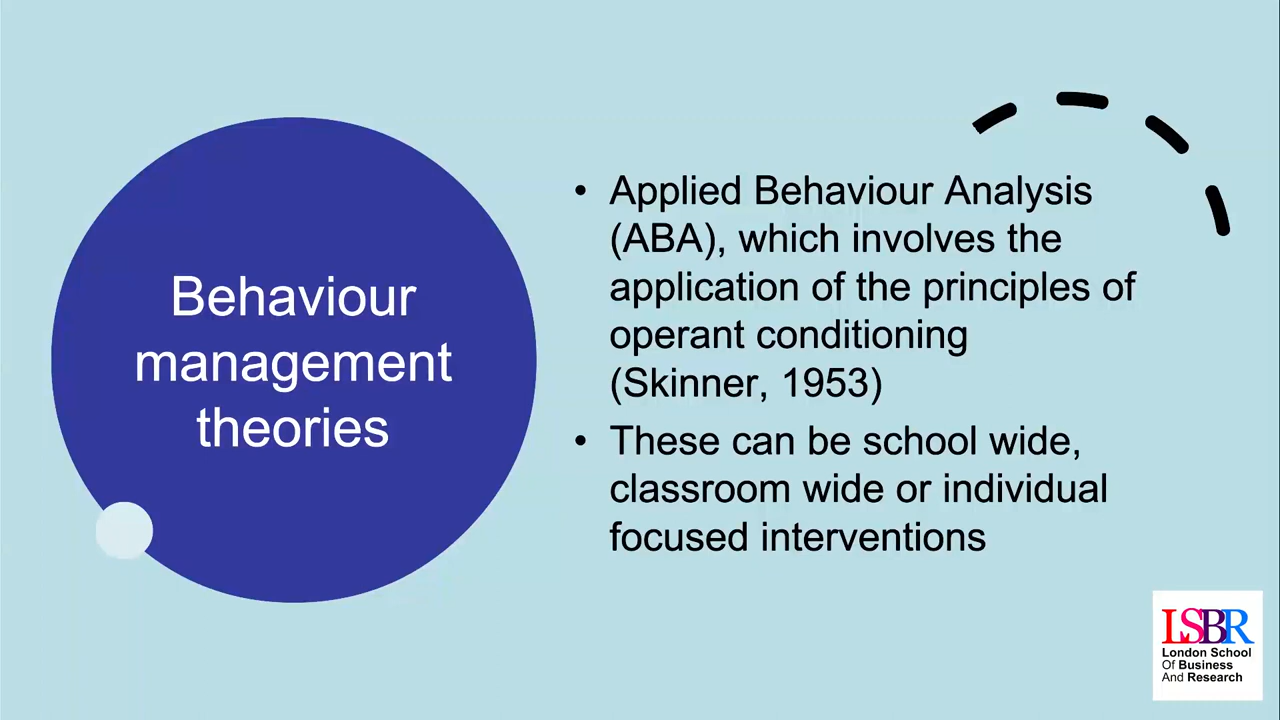 Behaviour
management
theories
• Applied Behaviour Analysis
(ABA), which involves the
application of the principles of
operant conditioning
(Skinner, 1953)
• These can be school wide,
classroom wide or individual
focused interventions
LSBR
London School
Of Business
And Research